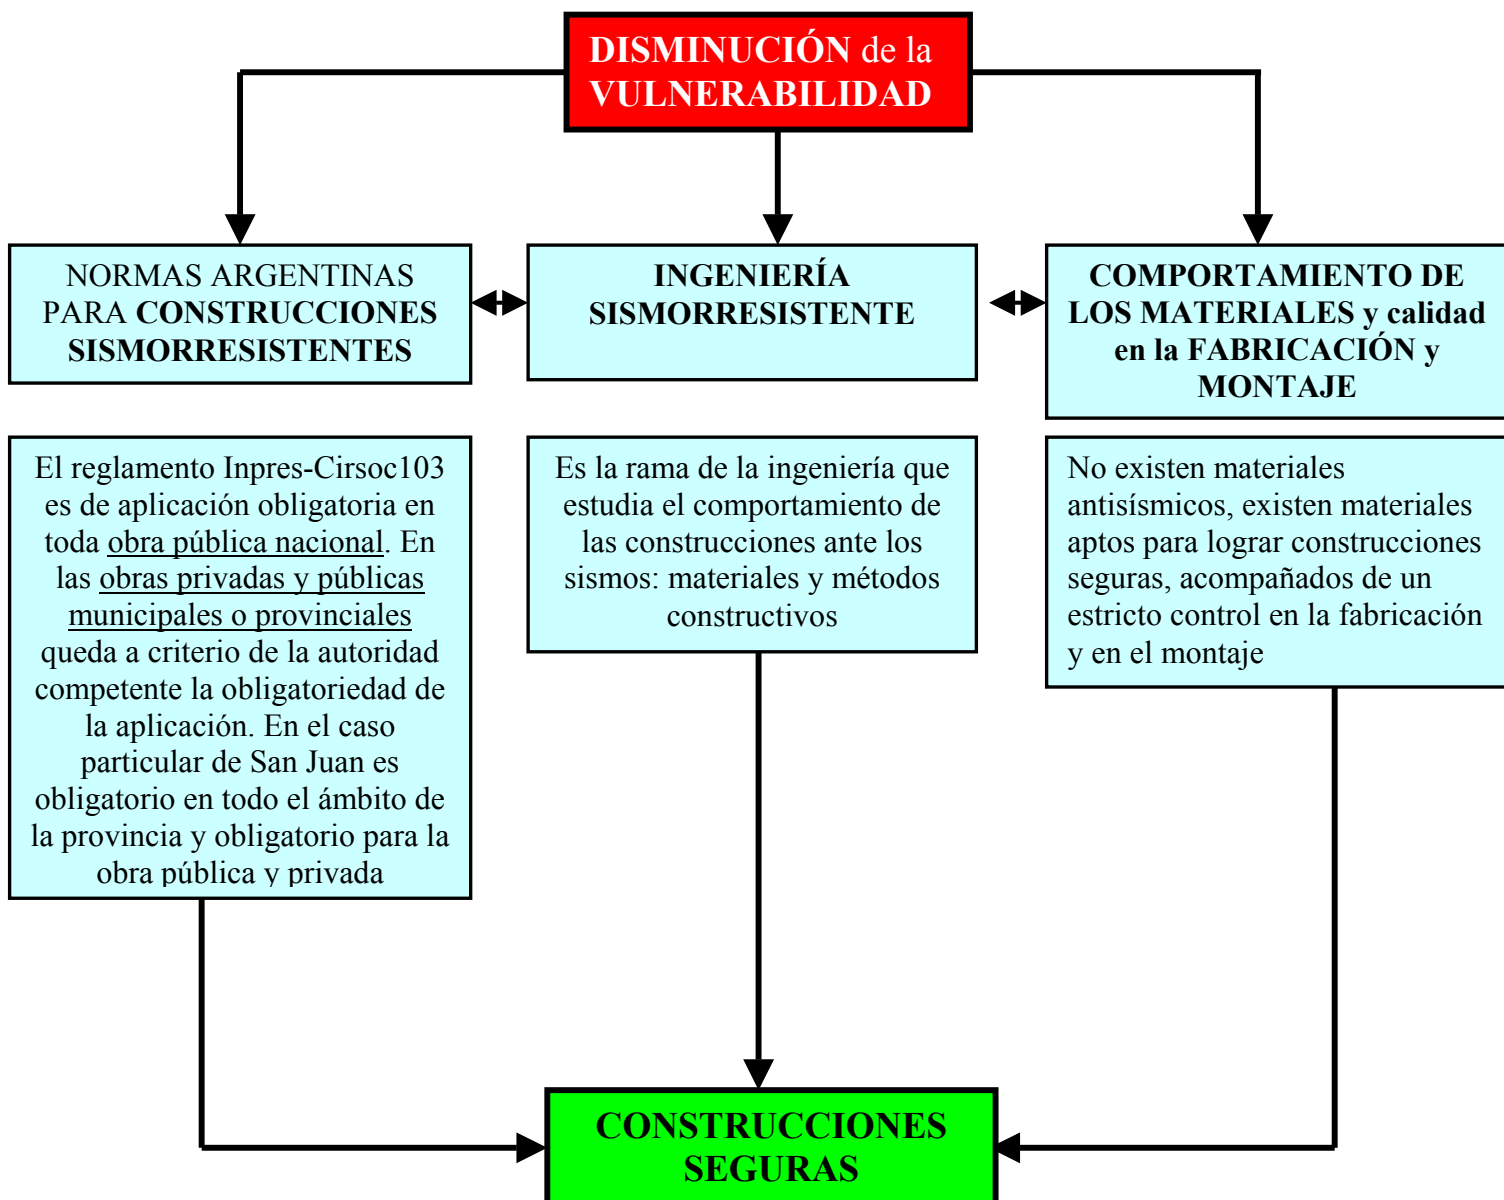 DISMINUCIÓN de la
VULNERABILIDAD
NORMAS ARGENTINAS
PARA CONSTRUCCIONES
SISMORRESISTENTES
INGENIERÍA
SISMORRESISTENTE
COMPORTAMIENTO DE
LOS MATERIALES y calidad
en la FABRICACIÓN y
MONTAJE
El reglamento Inpres-Cirsoc103
es de aplicación obligatoria en
toda obra pública nacional. En
las obras privadas y públicas
municipales o provinciales
queda a criterio de la autoridad
competente la obligatoriedad de
la aplicación. En el caso
particular de San Juan es
obligatorio en todo el ámbito de
la provincia y obligatorio para la
obra pública y privada
Es la rama de la ingeniería que
estudia el comportamiento de
las construcciones ante los
sismos: materiales y métodos
constructivos
No existen materiales
antisísmicos, existen materiales
aptos para lograr construcciones
seguras, acompañados de un
estricto control en la fabricación
y en el montaje
CONSTRUCCIONES
SEGURAS